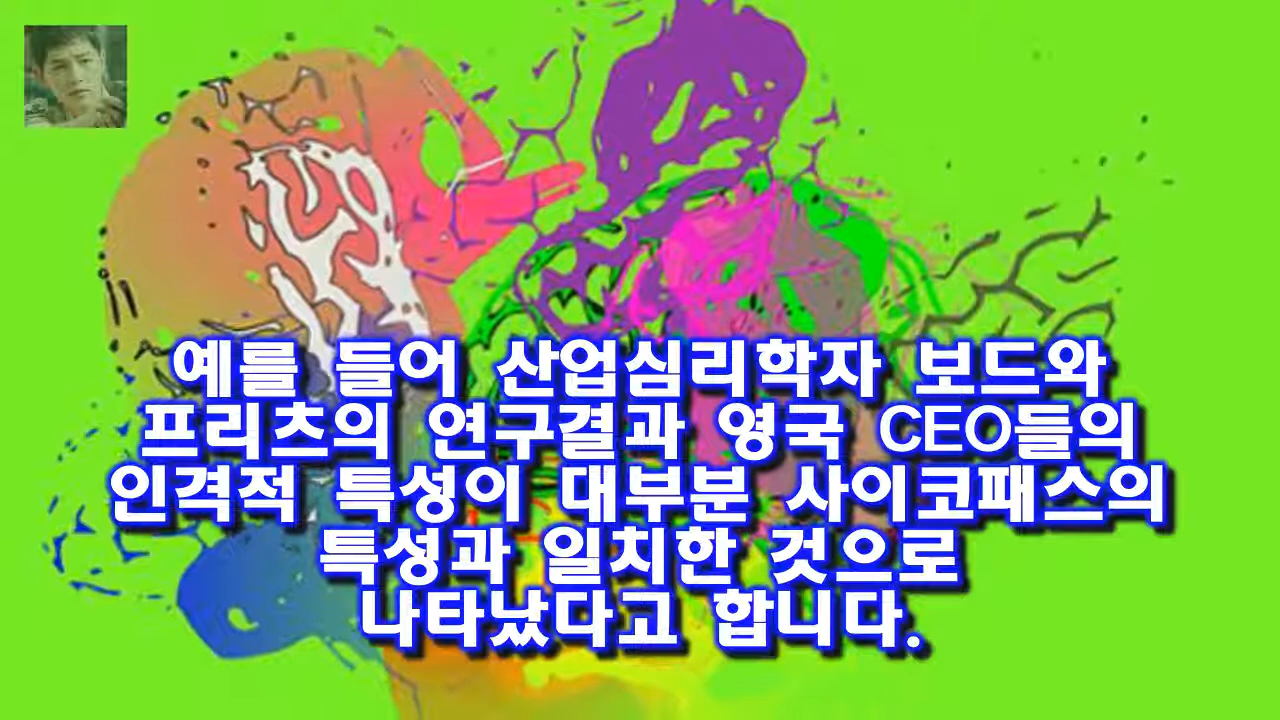 예를 들어 산업심리학자 보드와
프리츠의 연구결과 영국 CEO들의
인격적 특성이 대부분 사이코패스의
특성과 일치한 것으로
나타났다고 합니다.